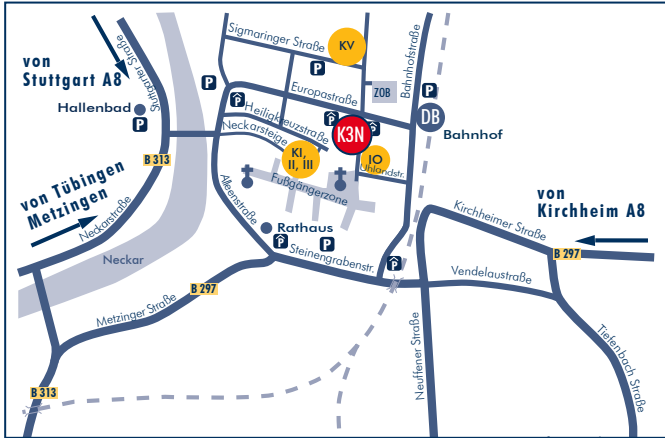 von
Stuttgart A8
Stuttgarter Straße
Hallenbad
P
B 313
von Tübingen
Metzingen
Neckarstraße
Neckar
B 313
Metzinger Straße
B 297
Sigmaringer Straße
KV
P
P
Europastraße
ZOB
Bahnhofstraße
P
DB
Bahnhof
P
Heiligkreuzstraße
Neckarsteige
P
K3N
P
KI,
II, III
IO
Uhlandstr.
Fußgängerzone
Alleenstraße
Rathaus
P
P
Steinengrabenstr.
P
von
Kirchheim A8
Kirchheimer Straße
B 297
Vendelaustraße
Neuffener Straße
Tiefenbach Straße